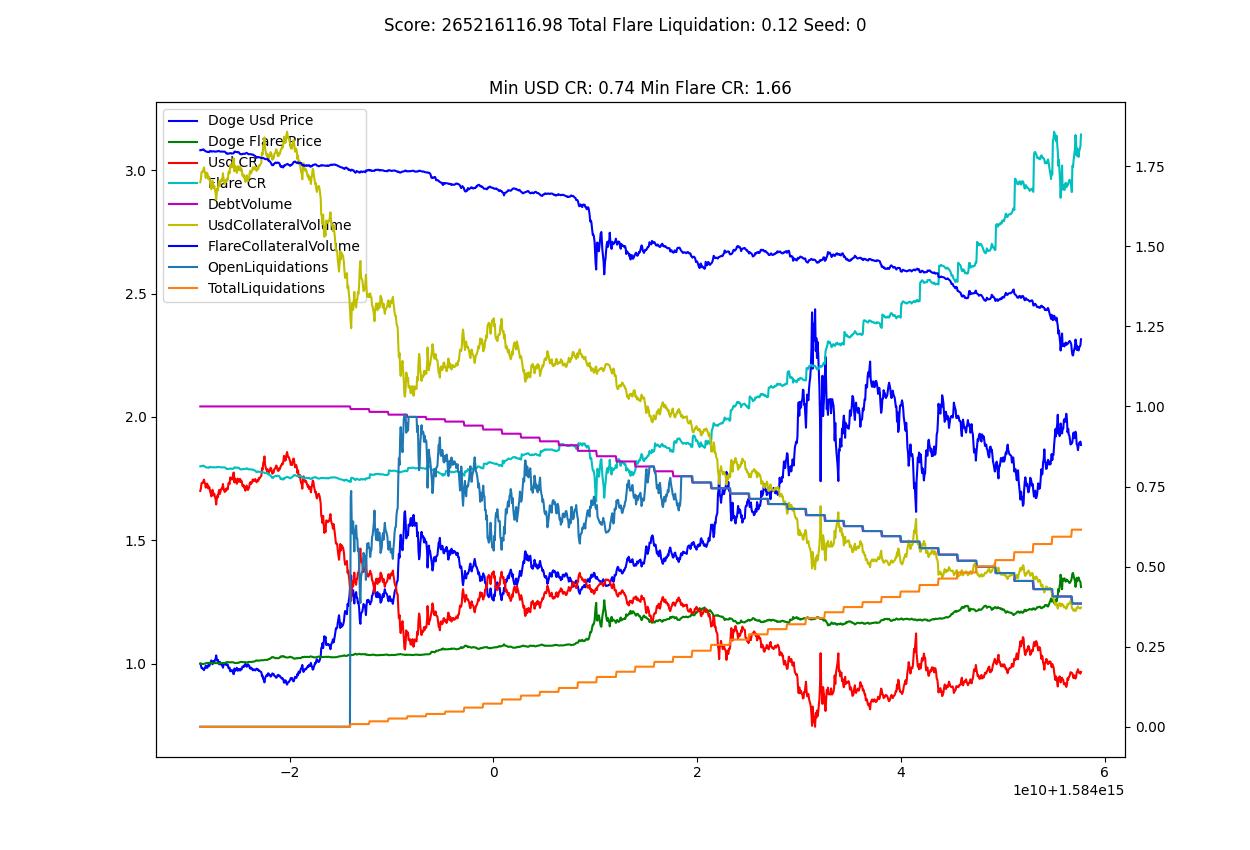 Score: 265216116.98 Total Flare Liquidation: 0.12 Seed: 0
Min USD CR: 0.74 Min Flare CR: 1.66
Doge Usd Price
Doge Flare Price
Usd CR
Flare CR
DebtVolume
UsdCollateralVolume
FlareCollateralVolume
OpenLiquidations
TotalLiquidations
3.0
2.5
2.0
1.5
1.0
1.75
1.50
1.25
1.00
0.75
0.50
0.25
0.00
−2 0 2 4 6
1e10+1.584e15